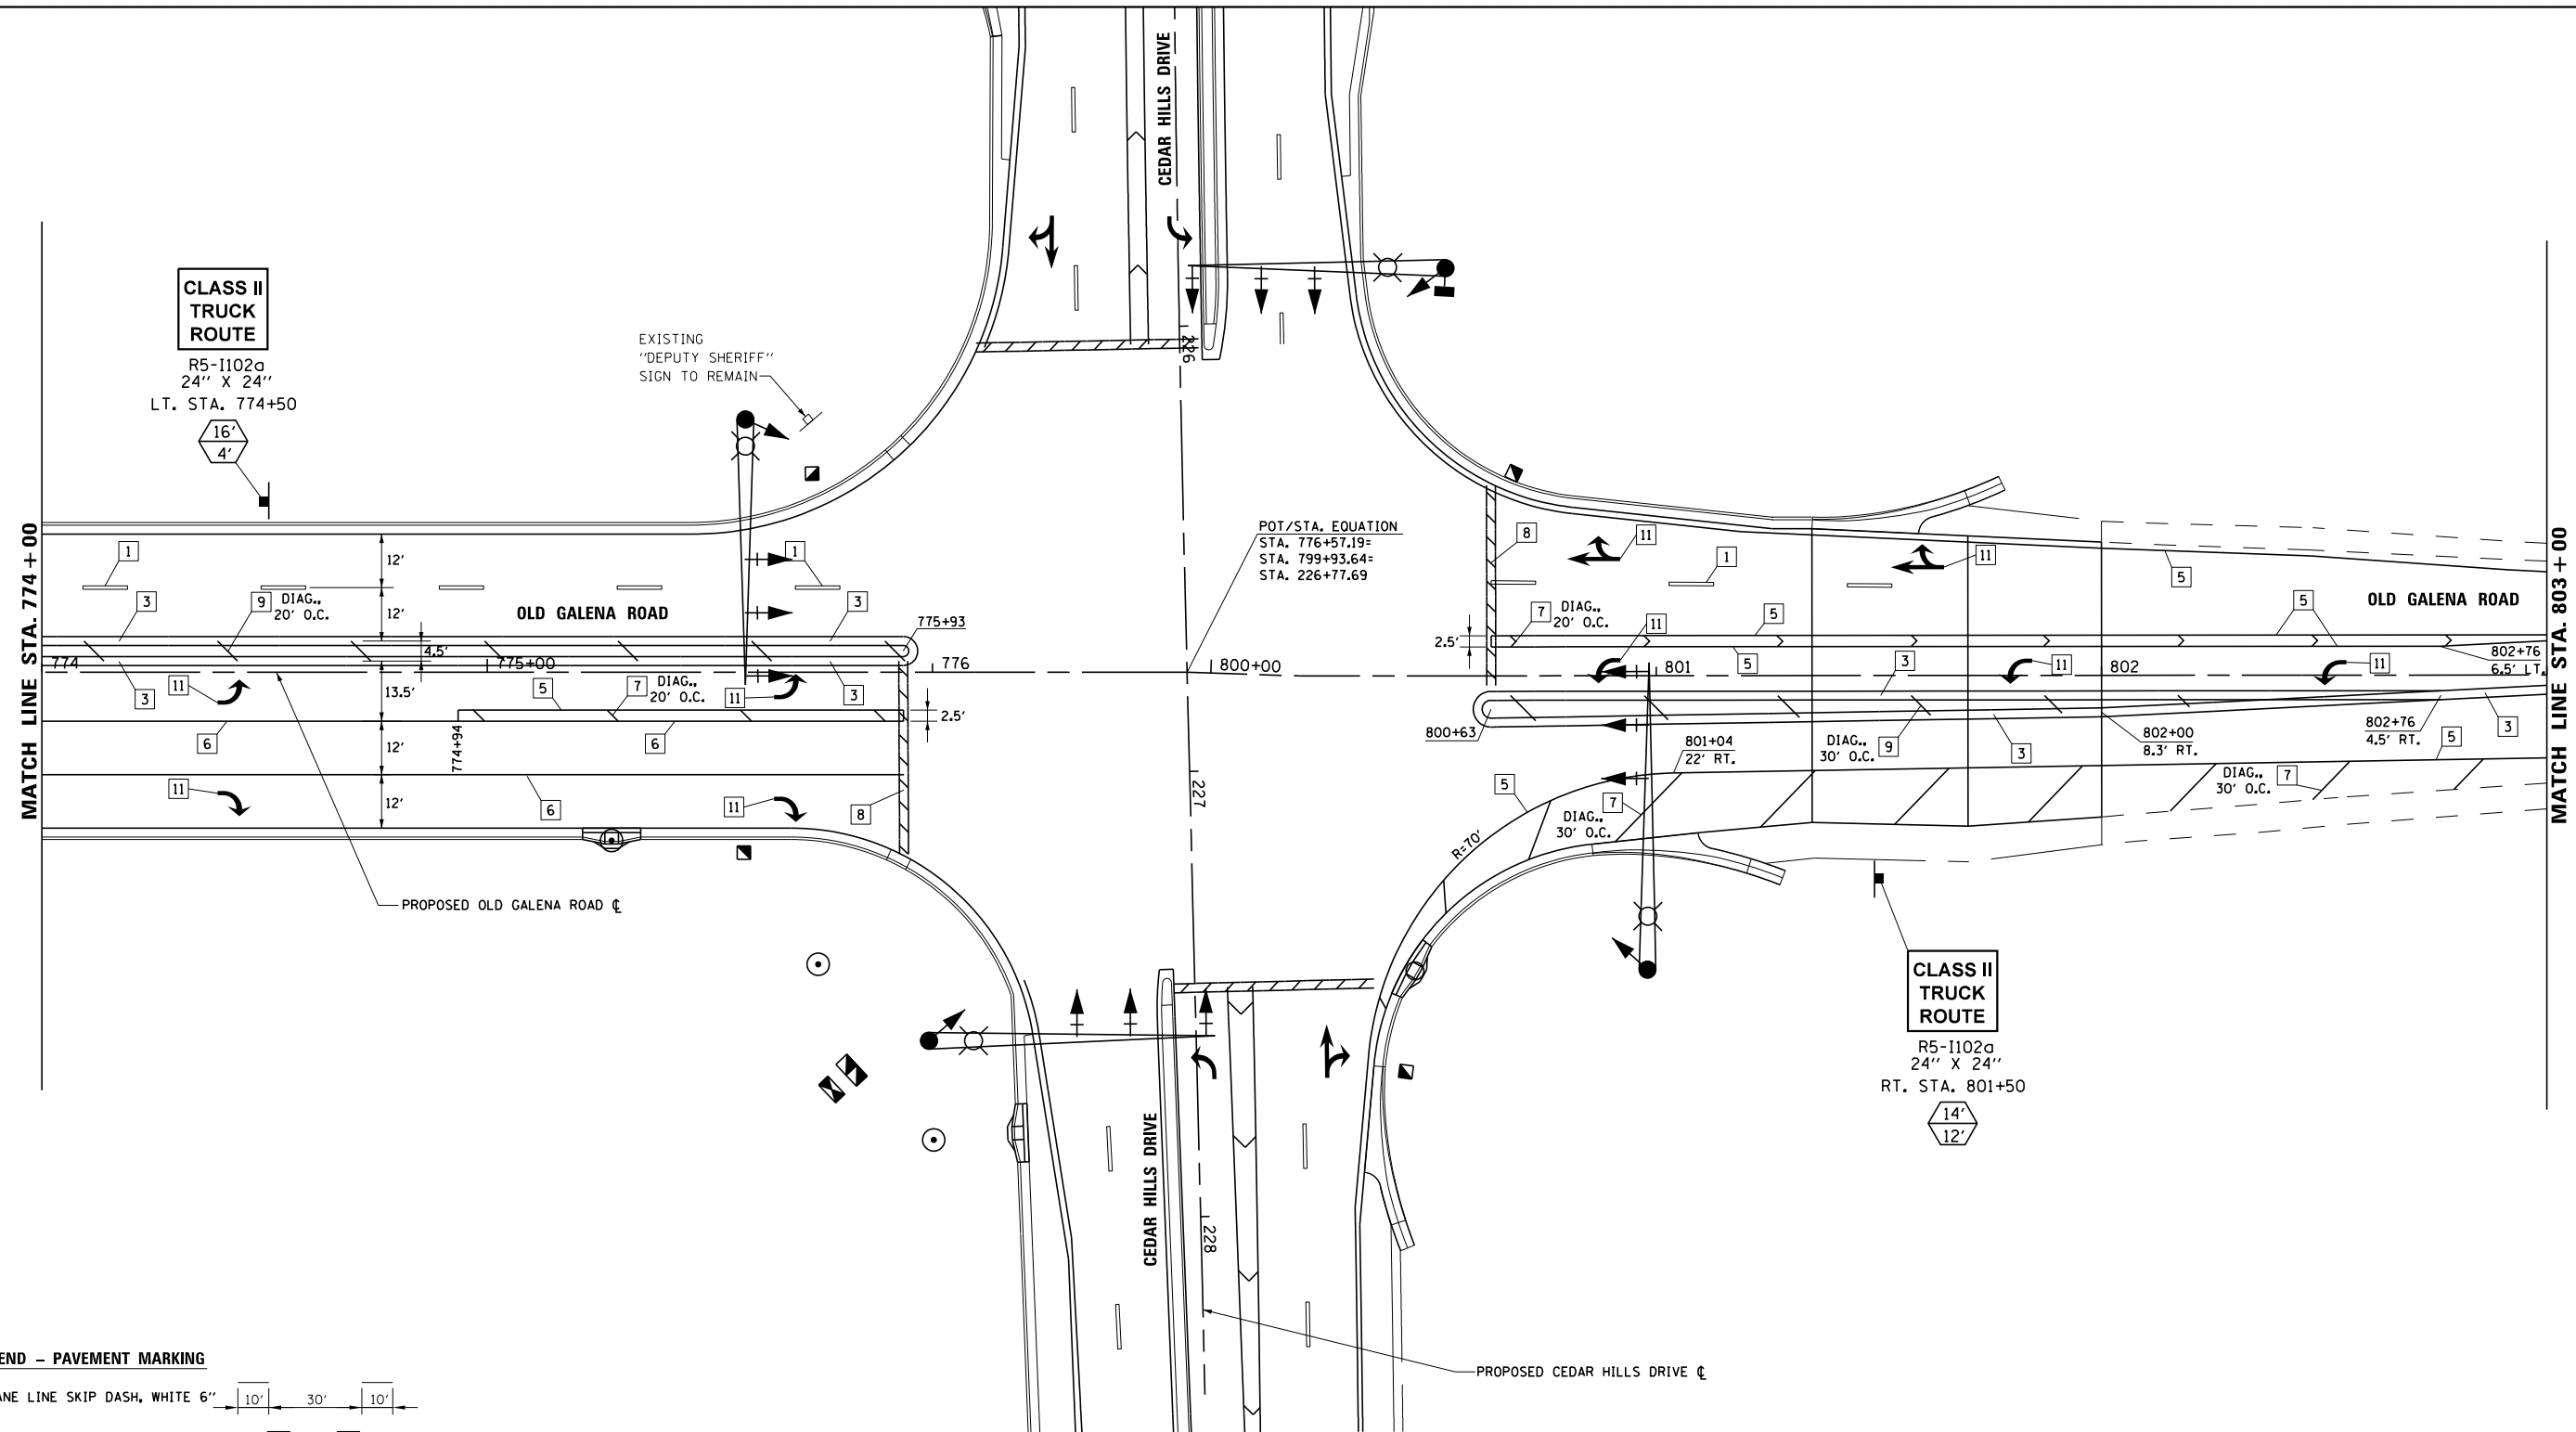 CEDAR HILLS DRIVE
CLASS II
TRUCK
ROUTE
R5-I102a
24'' X 24''
LT. STA. 774+50
16'
4'
EXISTING
''DEPUTY SHERIFF''
SIGN TO REMAIN
226
MATCH LINE STA. 774+00
1
12'
1
3
9
DIAG.,
20' O.C.
12'
OLD GALENA ROAD
3
775+93
4.5'
774
775+00
776
3
11
13.5'
5
7
DIAG.,
20' O.C.
11
3
2.5'
6
12'
774+94
6
11
12'
6
11
8
PROPOSED OLD GALENA ROAD ℄
POT/STA. EQUATION
STA. 776+57.19=
STA. 799+93.64=
STA. 226+77.69
800+00
227
8
11
1
11
5
7
DIAG.,
20' O.C.
11
5
5
OLD GALENA ROAD
2.5'
5
3
801
11
802
11
802+76
6.5' LT.
800+63
801+04
22' RT.
DIAG.,
30' O.C.
9
3
802+00
8.3' RT.
802+76
4.5' RT.
3
5
5
7
DIAG.,
30' O.C.
DIAG.,
30' O.C.
7
R=70'
MATCH LINE STA. 803+00
CLASS II
TRUCK
ROUTE
R5-I102a
24'' X 24''
RT. STA. 801+50
14'
12'
CEDAR HILLS DRIVE
228
PROPOSED CEDAR HILLS DRIVE ℄
END – PAVEMENT MARKING
ANE LINE SKIP DASH, WHITE 6''
10'
30'
10'